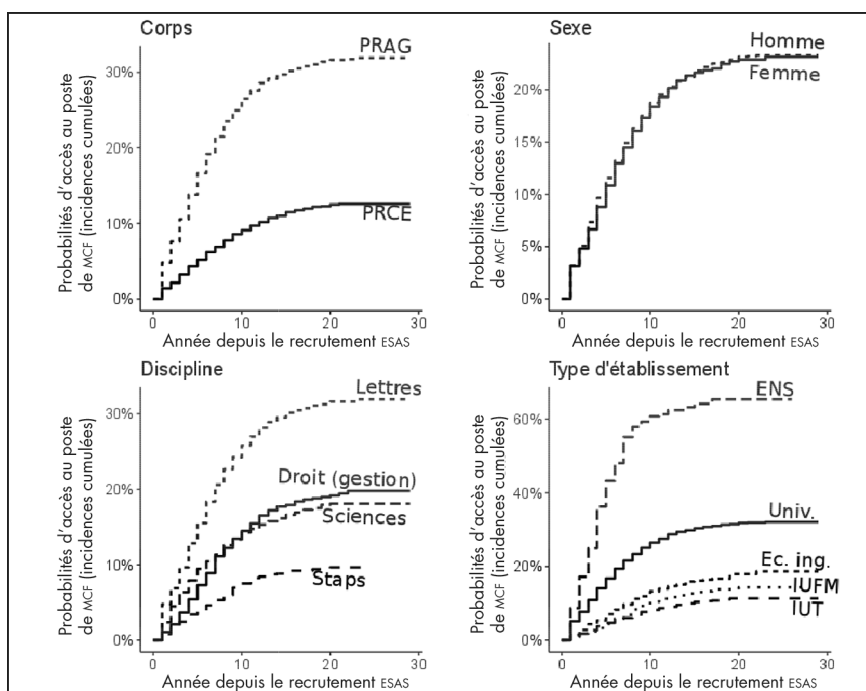 Corps
Probabilités d'accès au poste
de MCF (incidences cumulées)
30%
20%
10%
0%
PRAG
PRCE
0 10 20 30
Année depuis le recrutement ESAS
Sexe
Probabilités d'accès au poste
de MCF (incidences cumulées)
20%
15%
10%
5%
0%
Homme
Femme
0 10 20 30
Année depuis le recrutement ESAS
Discipline
Probabilités d'accès au poste
de MCF (incidences cumulées)
30%
20%
10%
0%
Lettres
Droit (gestion)
Sciences
Staps
0 10 20 30
Année depuis le recrutement ESAS
Type d'établissement
Probabilités d'accès au poste
de MCF (incidences cumulées)
60%
40%
20%
0%
ENS
Univ.
Ec. ing.
IUFM
IUT
0 10 20 30
Année depuis le recrutement ESAS